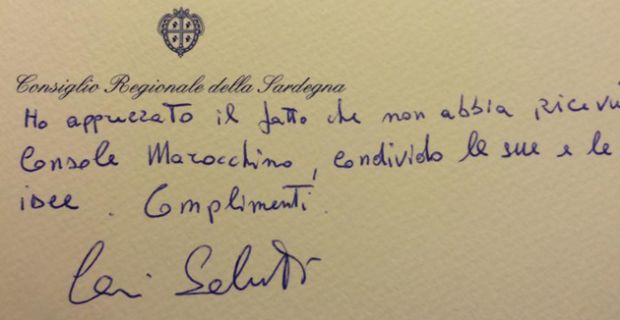 Consiglio Regionale della Sardegna
Ho apprezzato il fatto che non abbia ricevu
Console Marocchino, condivido le sue e le
idee. Complimenti.
Cari Saluti